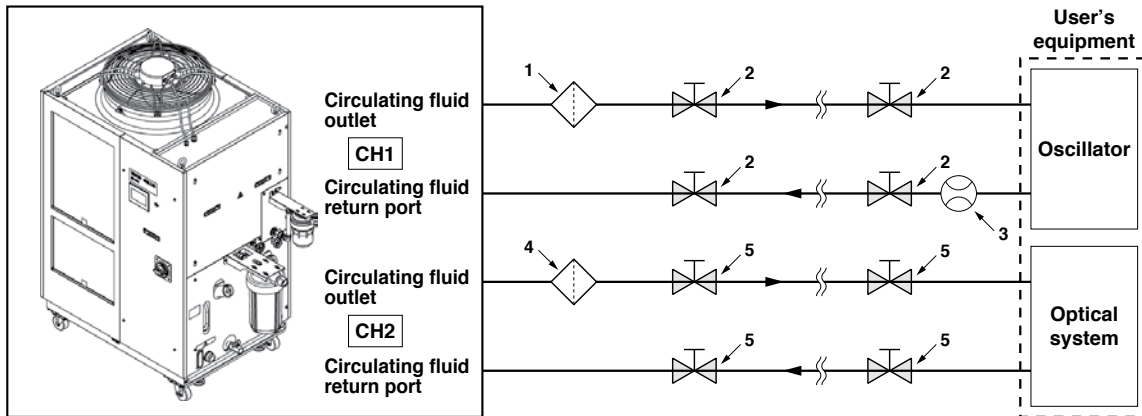 User's
equipment
1
2
2
Circulating fluid
outlet
CH1
Oscillator
Circulating fluid
return port
2
2
3
4
5
5
Circulating fluid
outlet
CH2
Optical
system
Circulating fluid
return port
5
5